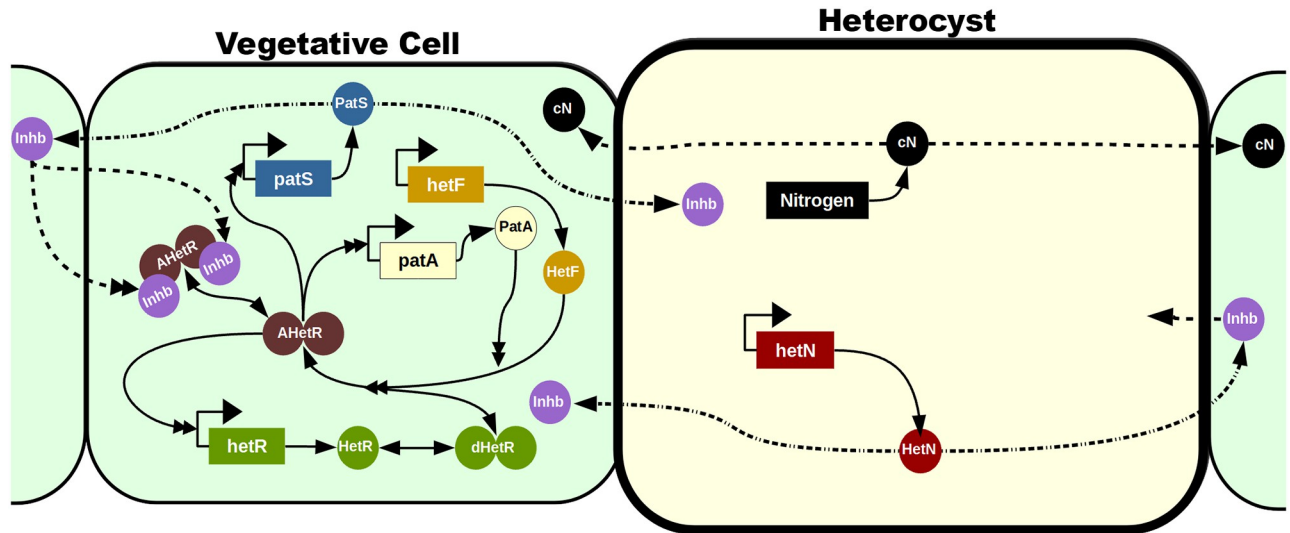 Vegetative Cell
Heterocyst
PatS
cN
Inhb
cN
cN
patS
hetF
Inhb
Nitrogen
PatA
patA
AHetR
Inhb
Inhb
HetF
AHetR
Inhb
hetN
Inhb
hetR
HetR
dHetR
HetN